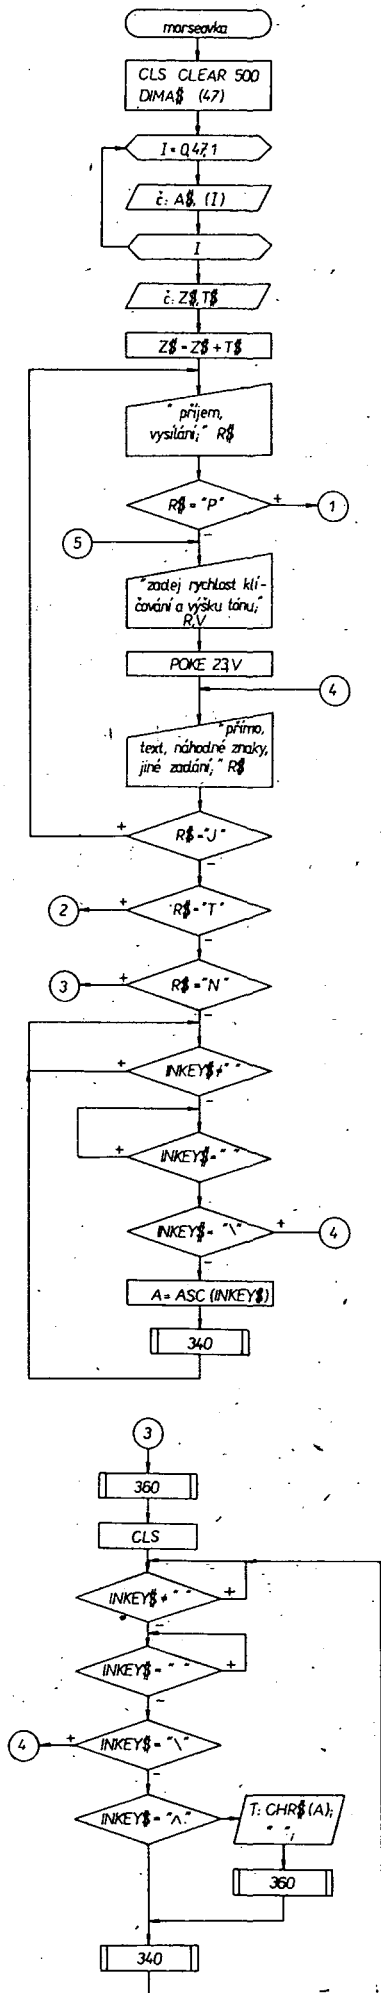 morseovka
CLS CLEAR 500
DIMA$ (47)
I = 0,47,1
č: A$, (I)
I
č: Z$, T$
Z$ = Z$ + T$
" příjem,
vysílání;" R$
R$ = "P"
+
1
-
5
"zadej rychlost klí-
čování a výšku tónu;"
R,V
POKE 23,V
4
"přímo,
text, náhodné znaky,
jiné zadání;" R$
+
R$ = "J"
-
2
+
R$ = "T"
-
3
+
R$ = "N"
-
+
INKEY$ ≠ " "
-
+
INKEY$ = " "
-
INKEY$ = "\"
+
4
-
A = ASC (INKEY$)
340
3
360
CLS
INKEY$ ≠ " "
+
-
INKEY$ = " "
+
-
4
+
INKEY$ = "\"
-
INKEY$ = "^"
T: CHR$ (A);
" ";
360
340